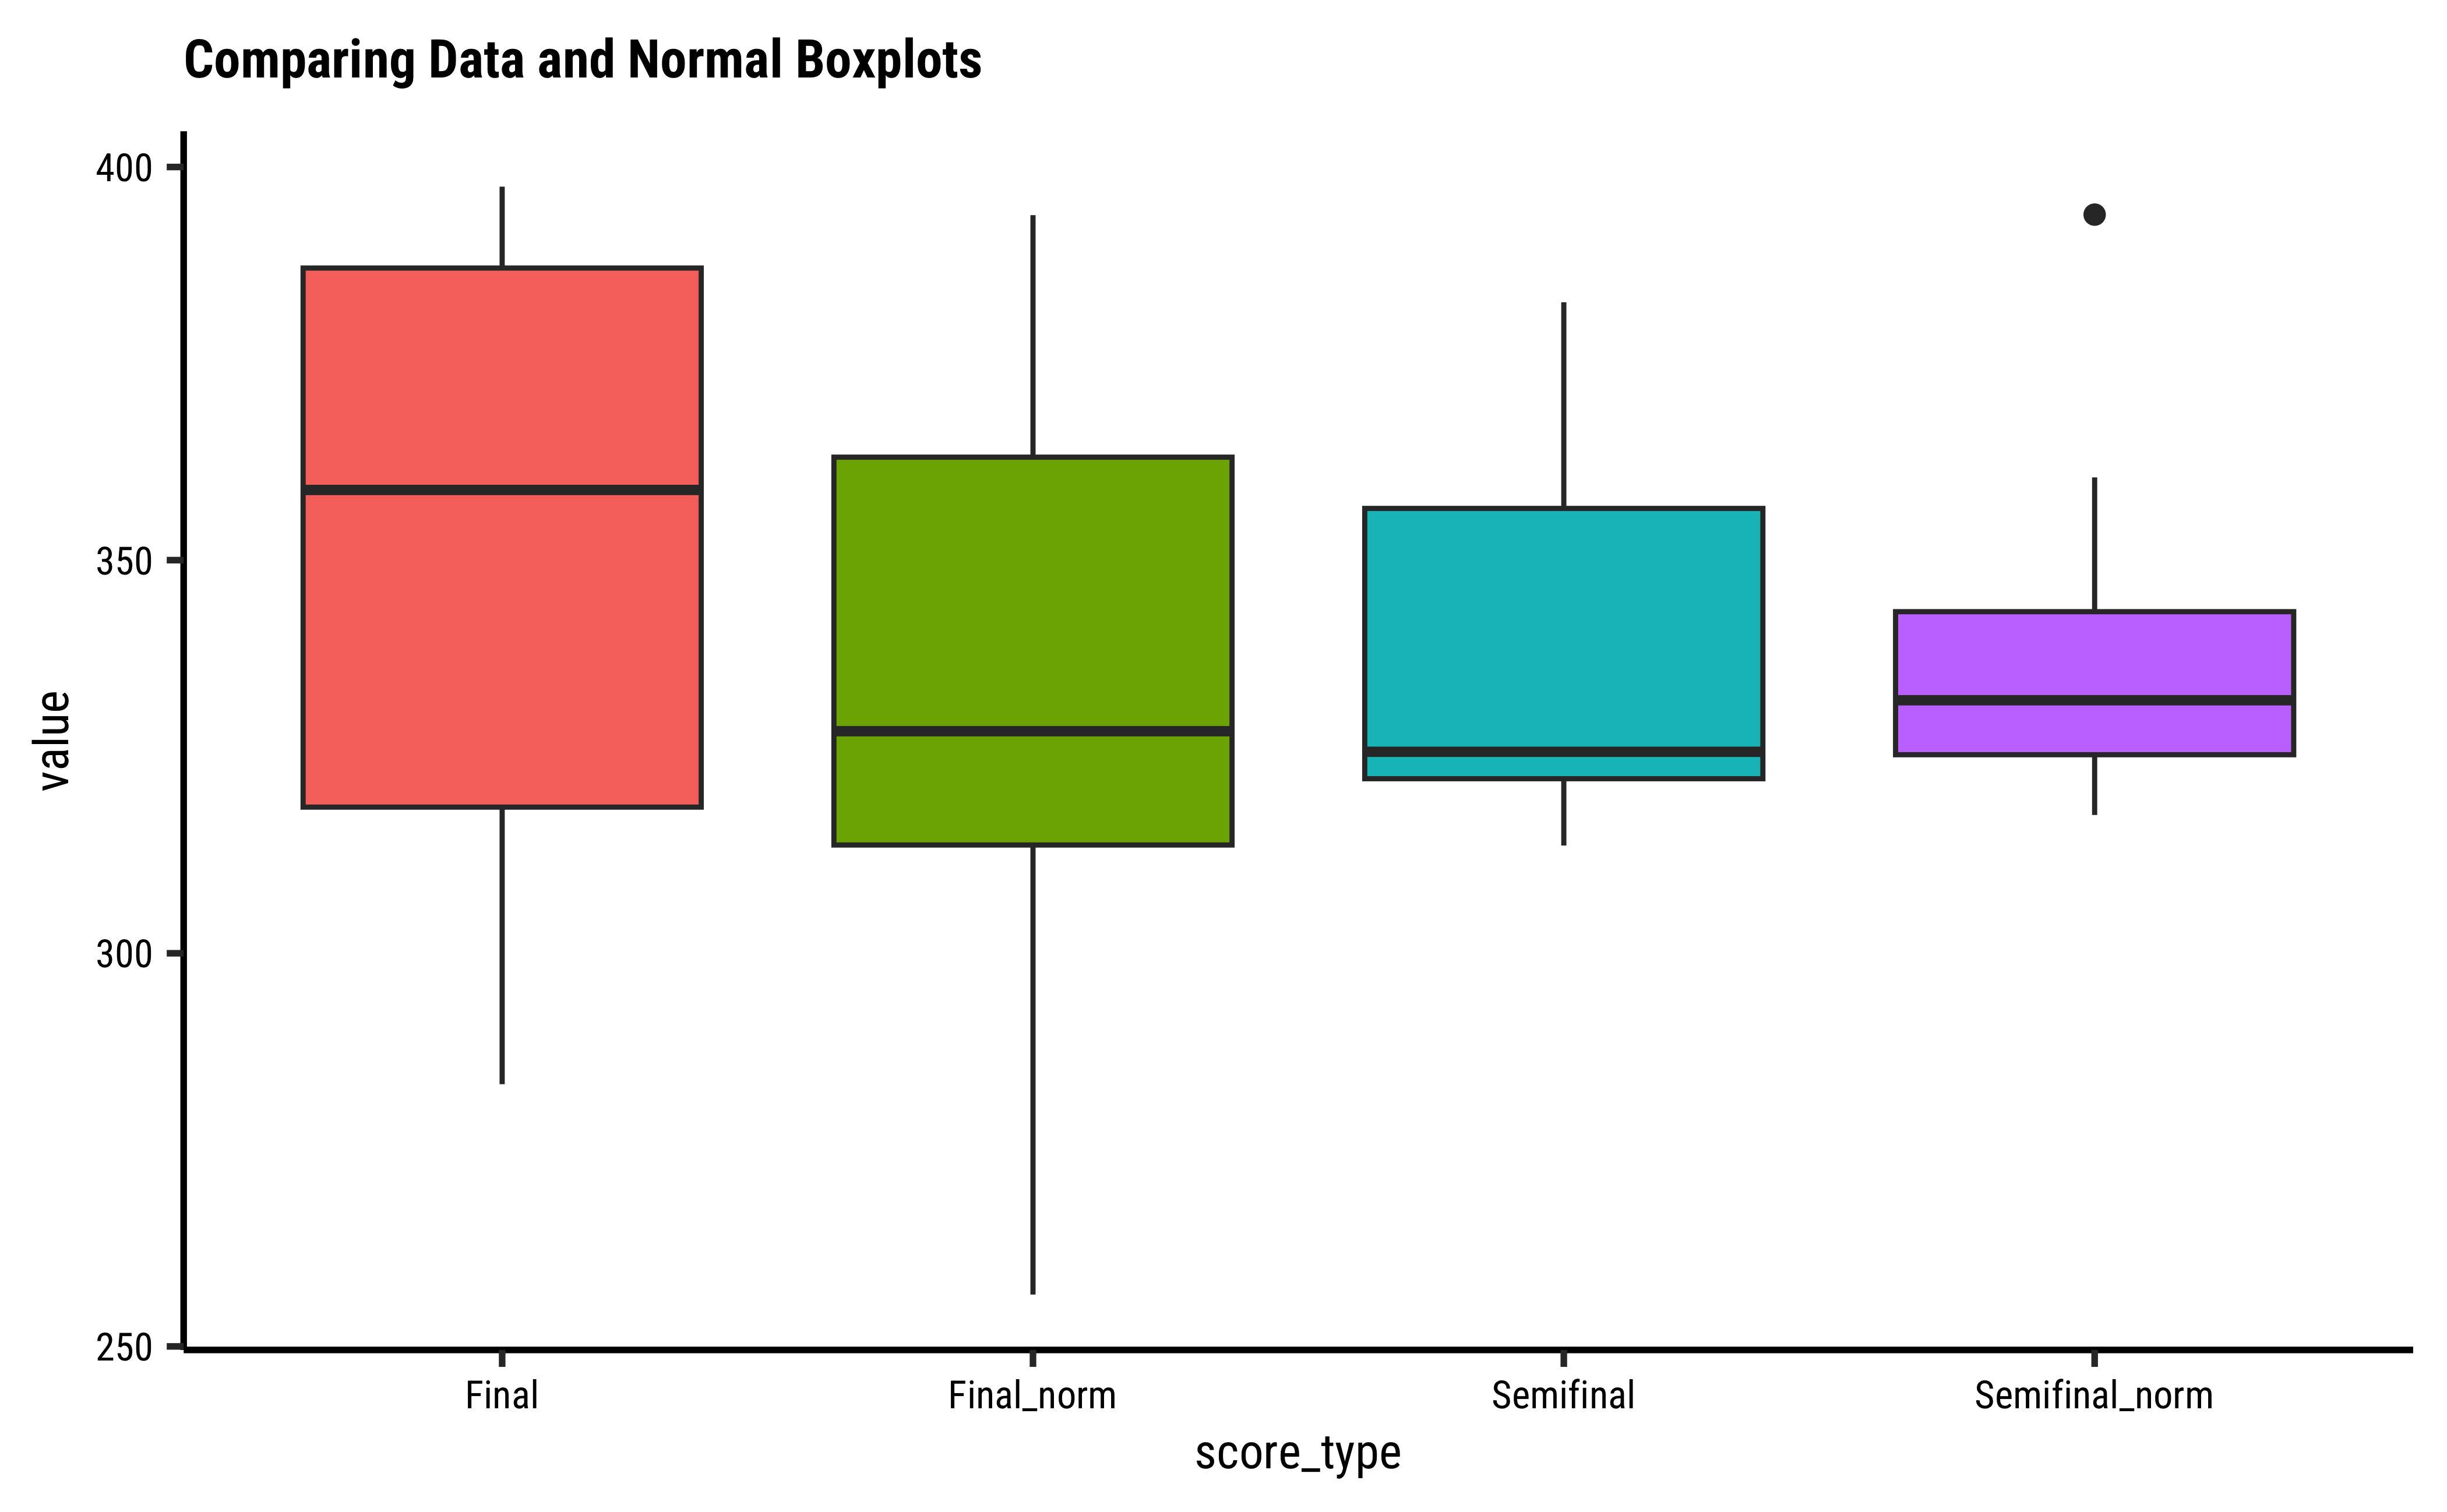 Comparing Data and Normal Boxplots
400
350
300
250
value
Final
Final_norm
Semifinal
Semifinal_norm
score_type